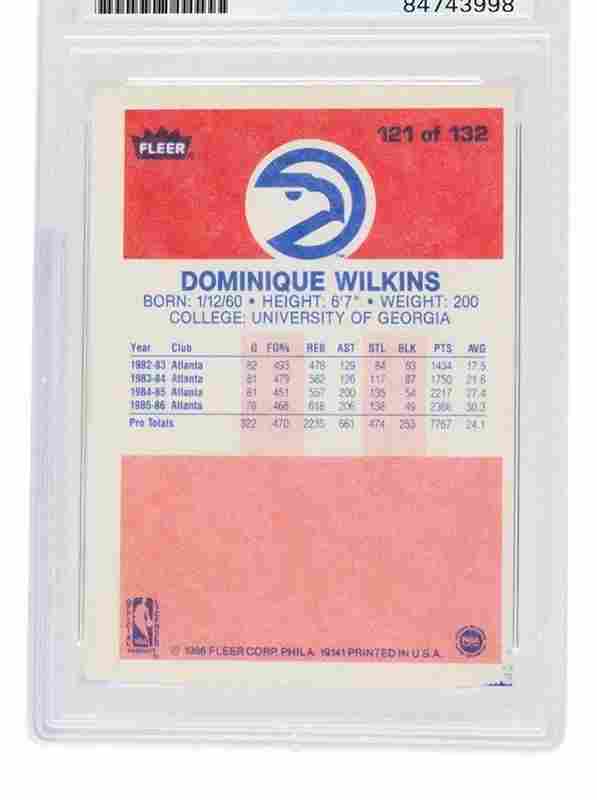 84743998
FLEER
121 of 132
DOMINIQUE WILKINS
BORN: 1/12/60 • HEIGHT: 6'7" • WEIGHT: 200
COLLEGE: UNIVERSITY OF GEORGIA
Year Club G FG% REB AST STL BLK PTS AVG
1982-83 Atlanta 82 .493 478 129 84 63 1434 17.5
1983-84 Atlanta 81 .479 582 126 117 87 1750 21.6
1984-85 Atlanta 81 .451 557 200 135 54 2217 27.4
1985-86 Atlanta 78 .468 618 206 138 49 2366 30.3
Pro Totals 322 .470 2235 661 474 253 7767 24.1
© 1986 FLEER CORP. PHILA. 19141 PRINTED IN U.S.A.